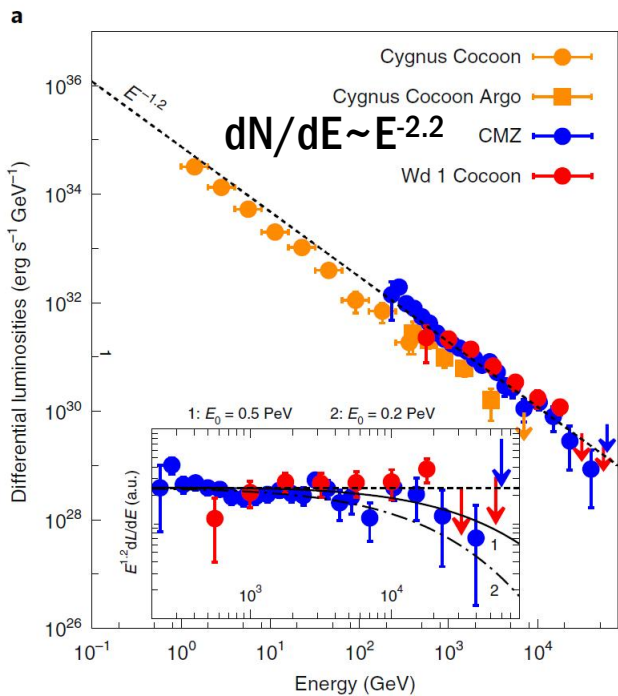 a
10³⁶
10³⁴
10³²
10³⁰
10²⁸
10²⁶
Differential luminosities (erg s⁻¹ GeV⁻¹)
1
E⁻¹·²
dN/dE~E⁻²·²
Cygnus Cocoon
Cygnus Cocoon Argo
CMZ
Wd 1 Cocoon
1: E₀ = 0.5 PeV 2: E₀ = 0.2 PeV
E¹·²dL/dE (a.u.)
1
2
10³ 10⁴
10⁻¹ 10⁰ 10¹ 10² 10³ 10⁴
Energy (GeV)